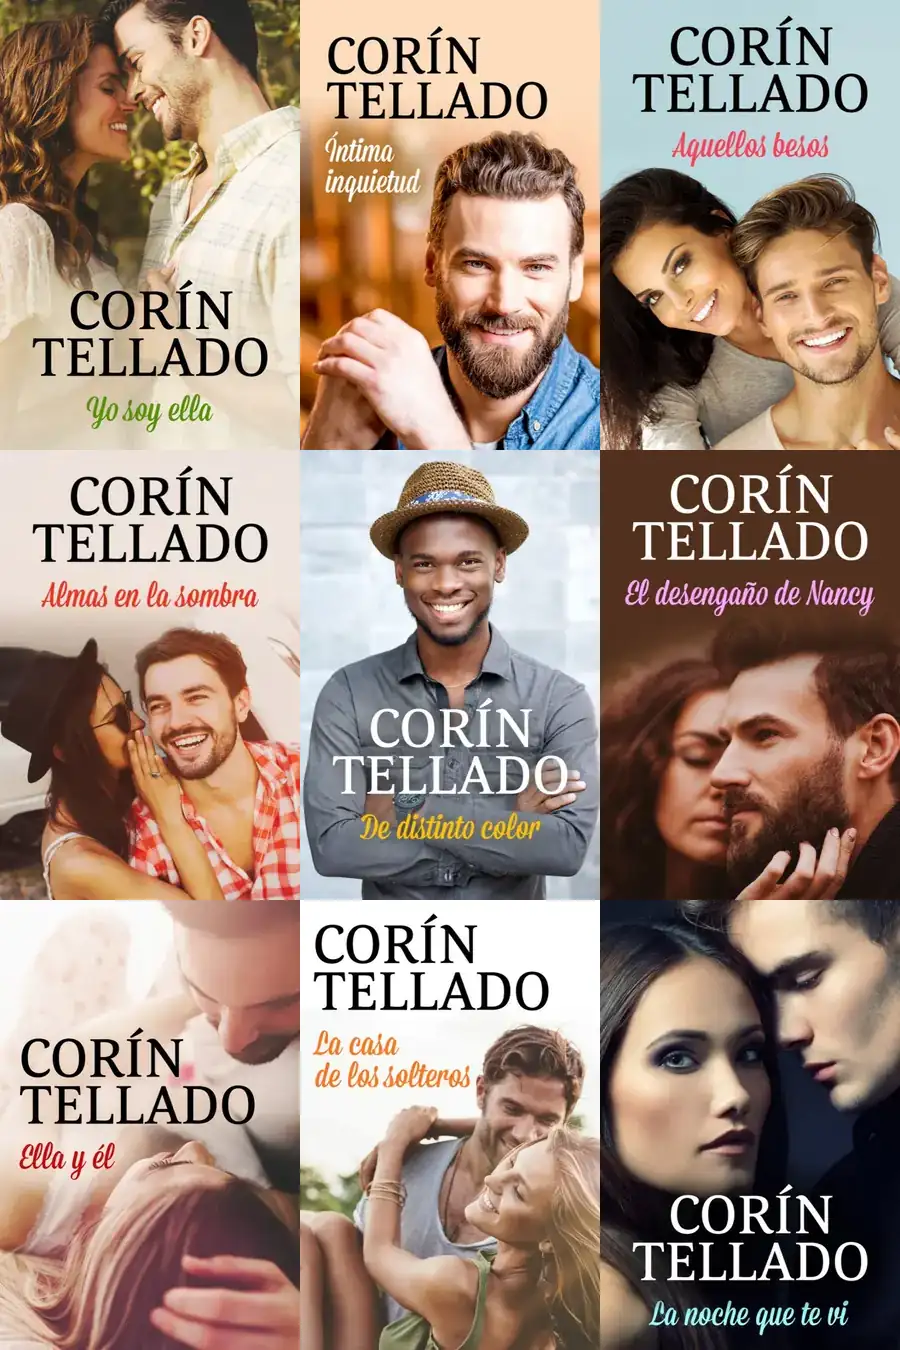 CORÍN
TELLADO
Yo soy ella
CORÍN
TELLADO
Íntima
inquietud
CORÍN
TELLADO
Aquellos besos
CORÍN
TELLADO
Almas en la sombra
CORÍN
TELLADO
De distinto color
CORÍN
TELLADO
El desengaño de Nancy
CORÍN
TELLADO
Ella y él
CORÍN
TELLADO
La casa
de los solteros
CORÍN
TELLADO
La noche que te vi